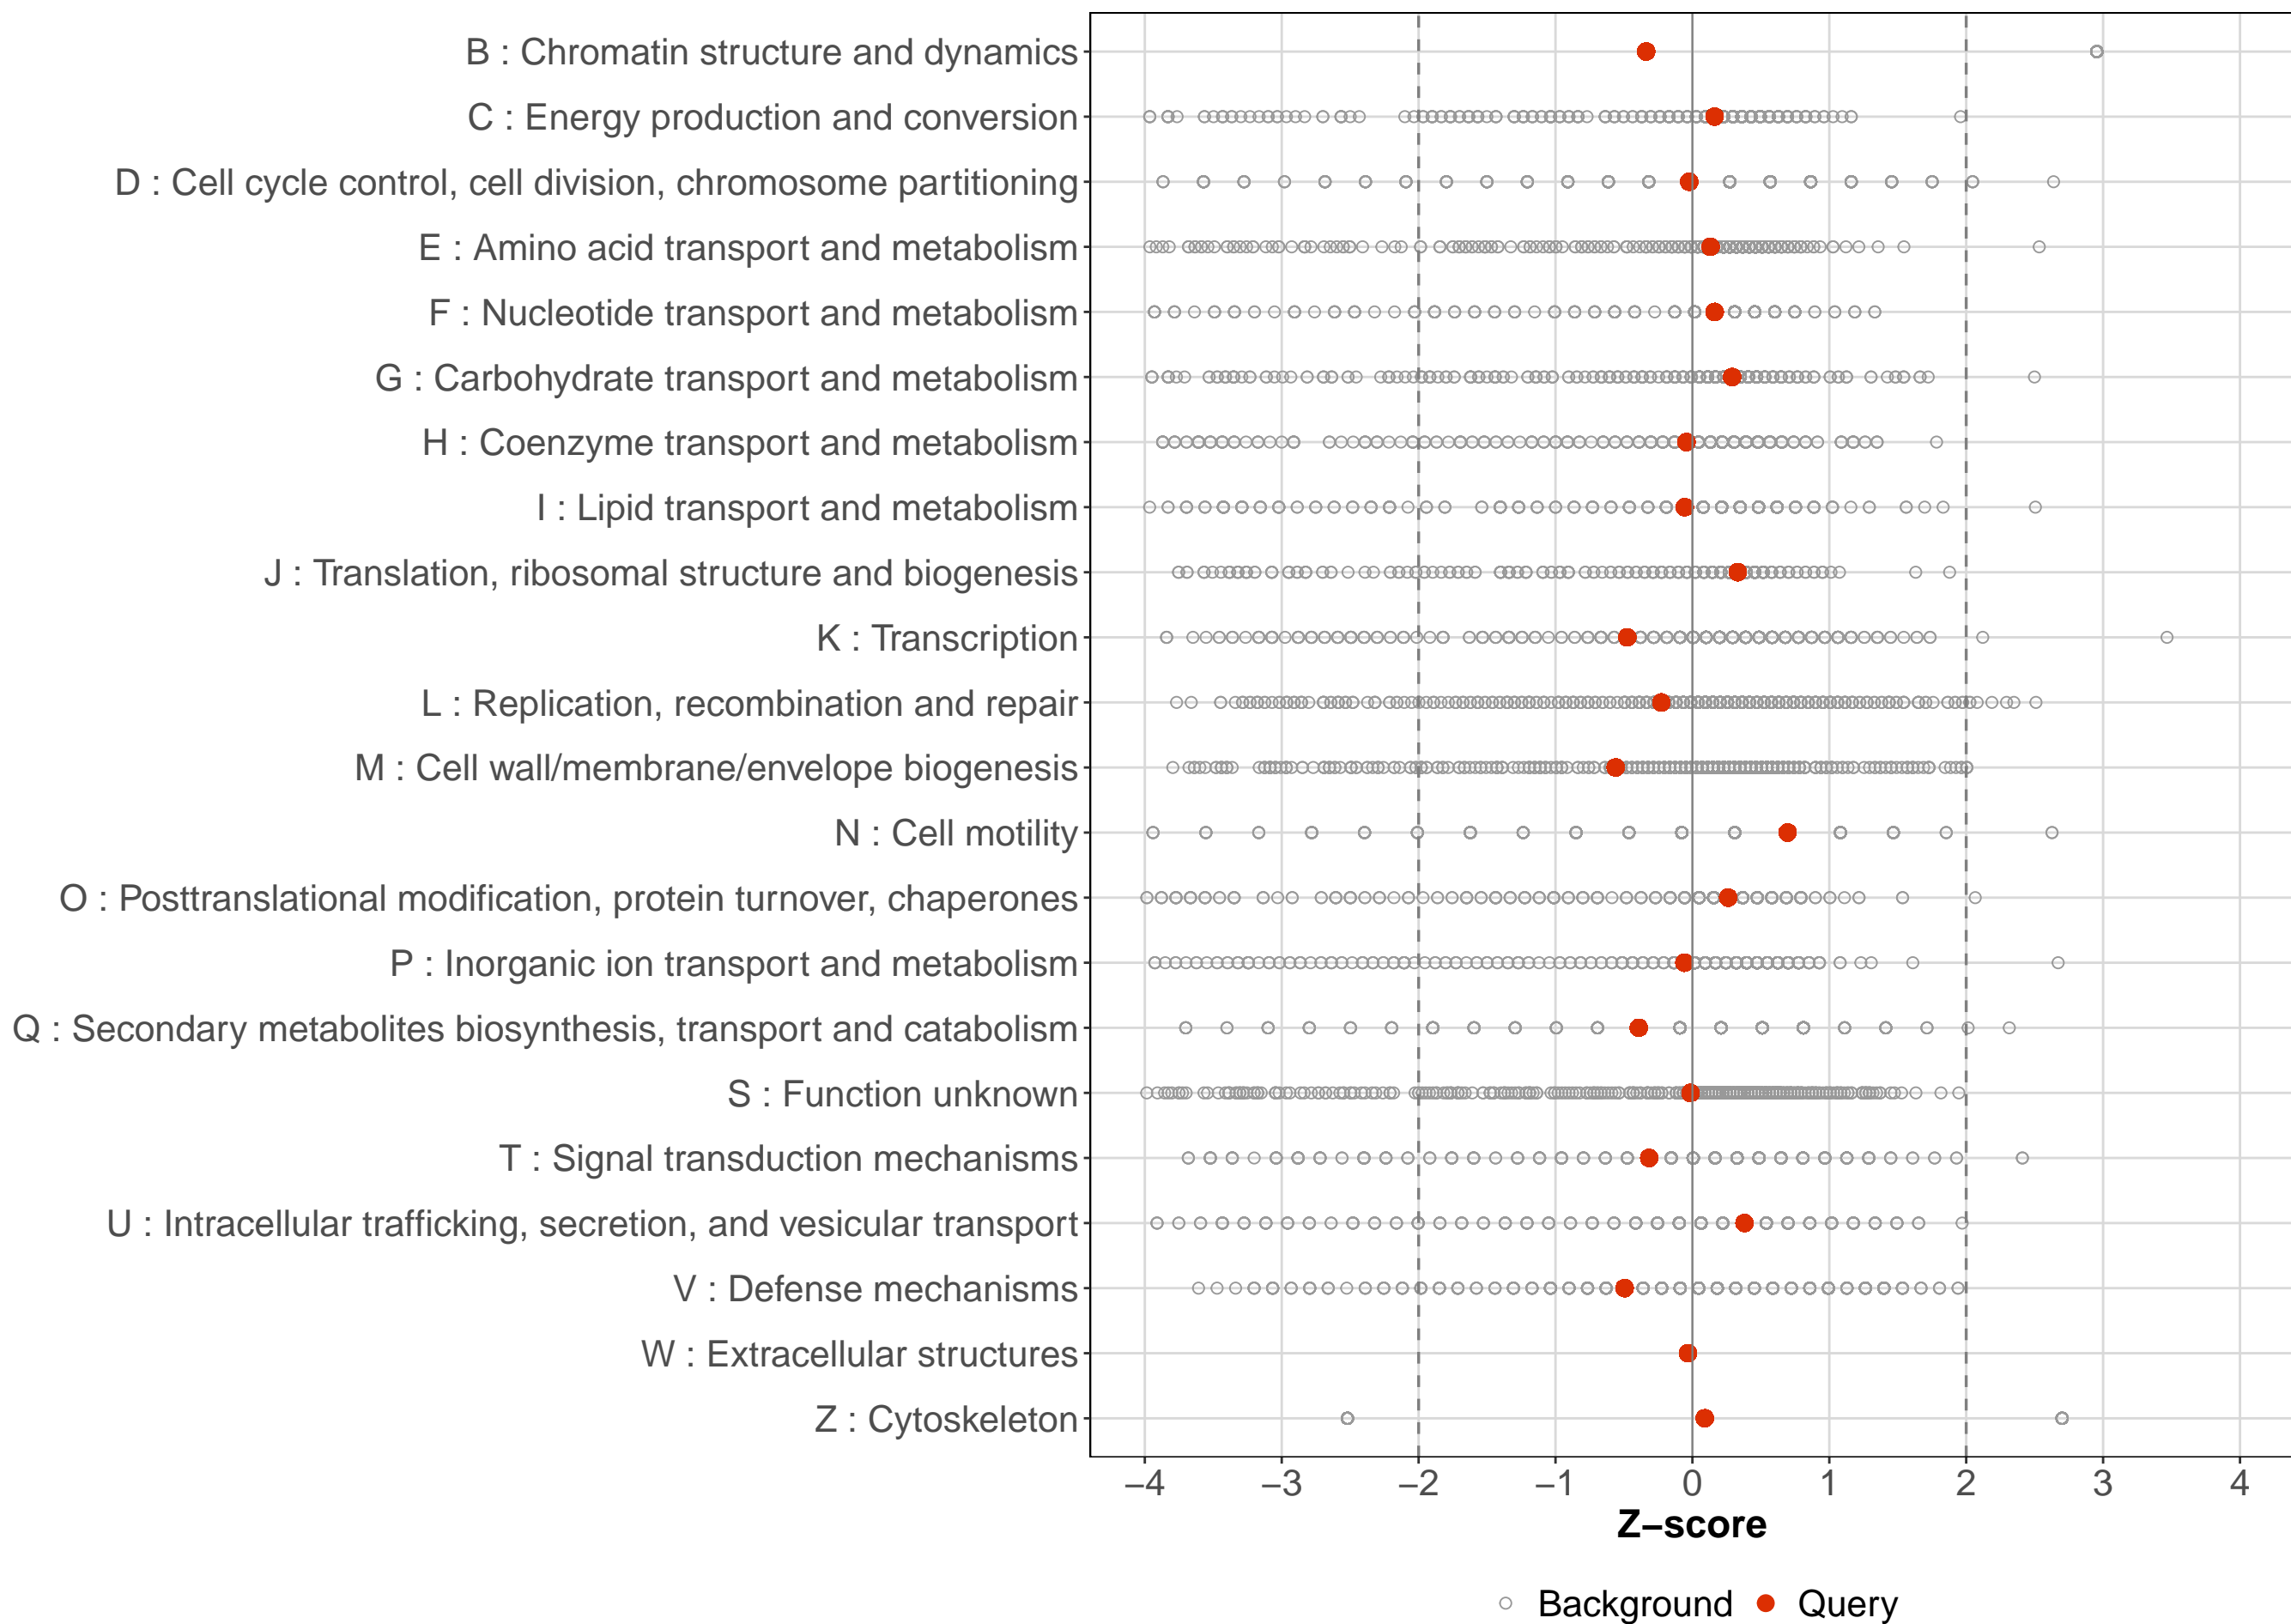 B : Chromatin structure and dynamics
C : Energy production and conversion
D : Cell cycle control, cell division, chromosome partitioning
E : Amino acid transport and metabolism
F : Nucleotide transport and metabolism
G : Carbohydrate transport and metabolism
H : Coenzyme transport and metabolism
I : Lipid transport and metabolism
J : Translation, ribosomal structure and biogenesis
K : Transcription
L : Replication, recombination and repair
M : Cell wall/membrane/envelope biogenesis
N : Cell motility
O : Posttranslational modification, protein turnover, chaperones
P : Inorganic ion transport and metabolism
Q : Secondary metabolites biosynthesis, transport and catabolism
S : Function unknown
T : Signal transduction mechanisms
U : Intracellular trafficking, secretion, and vesicular transport
V : Defense mechanisms
W : Extracellular structures
Z : Cytoskeleton
−4 −3 −2 −1 0 1 2 3 4
Z−score
Background Query